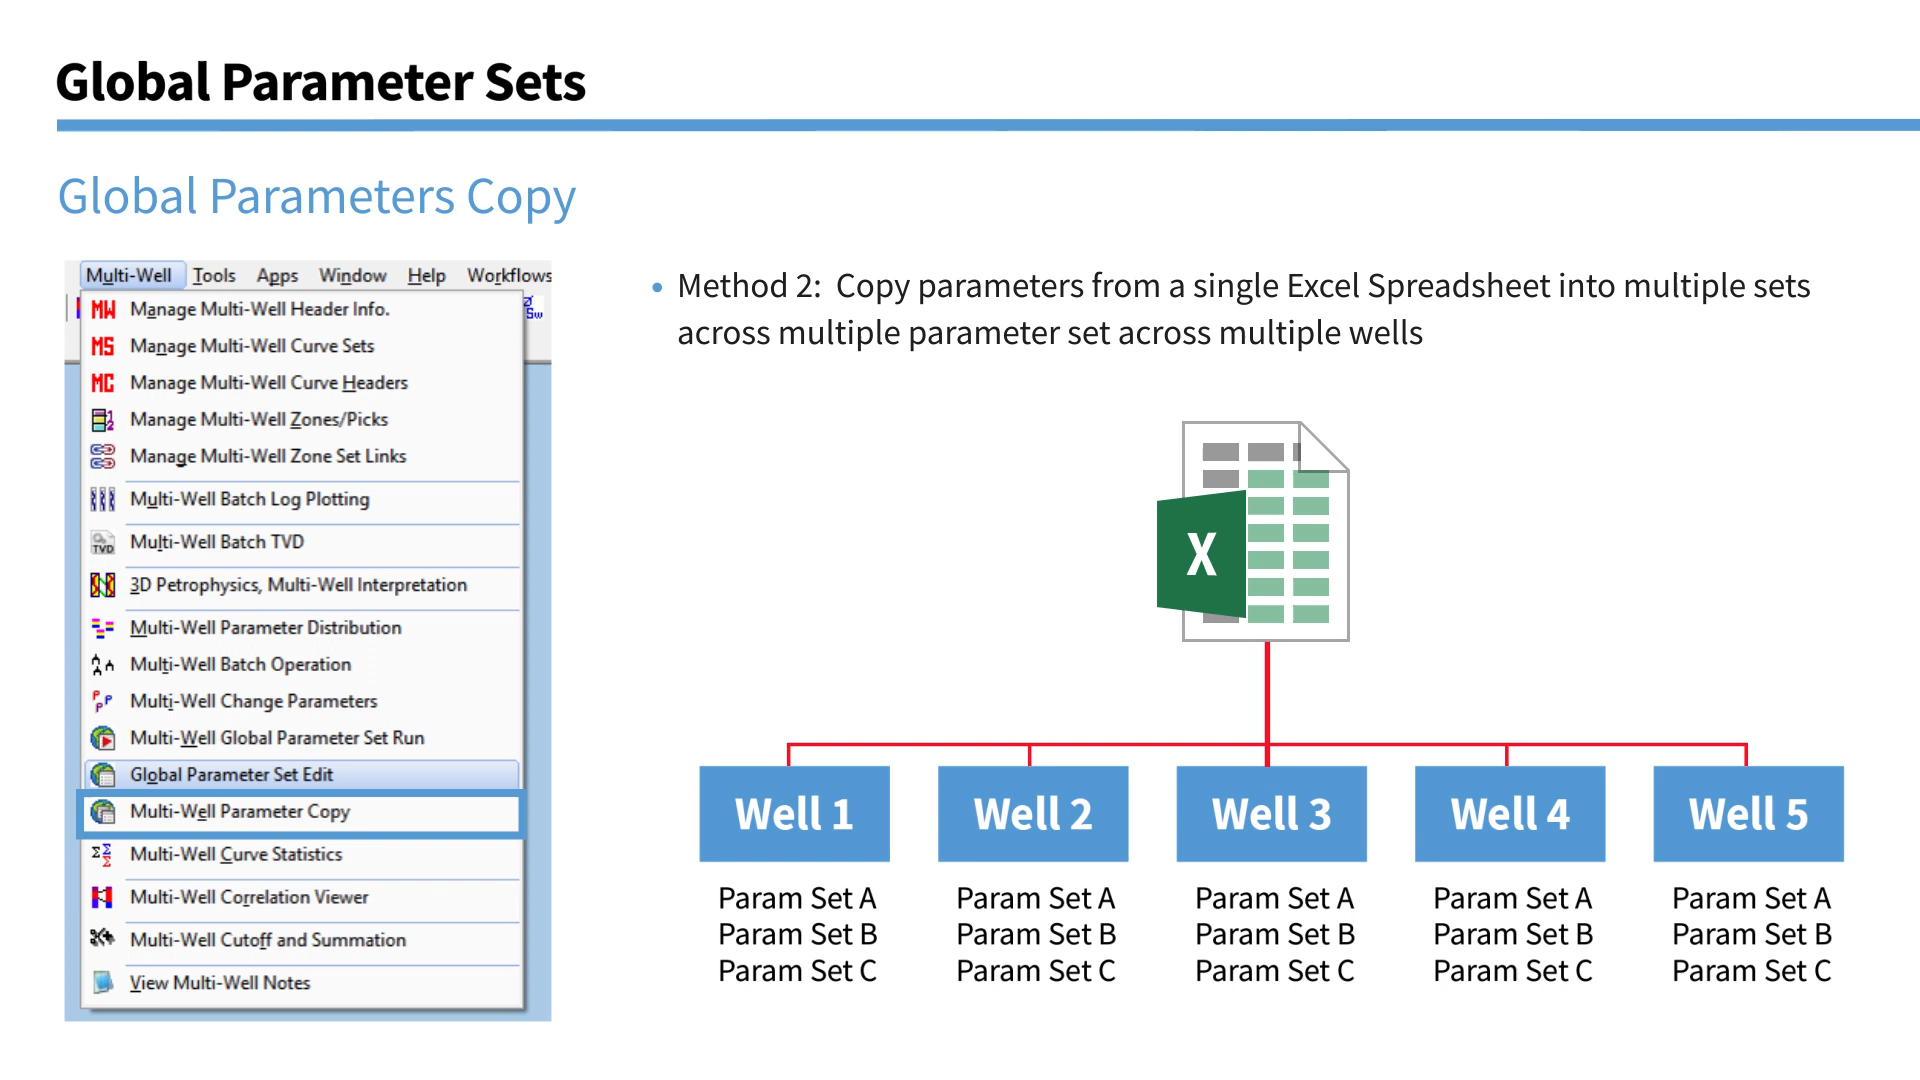 Global Parameter Sets
Global Parameters Copy
Multi-Well Tools Apps Window Help Workflows
MW Manage Multi-Well Header Info.
MS Manage Multi-Well Curve Sets
MC Manage Multi-Well Curve Headers
Manage Multi-Well Zones/Picks
Manage Multi-Well Zone Set Links
Multi-Well Batch Log Plotting
TVD Multi-Well Batch TVD
3D Petrophysics, Multi-Well Interpretation
Multi-Well Parameter Distribution
Multi-Well Batch Operation
Multi-Well Change Parameters
Multi-Well Global Parameter Set Run
Global Parameter Set Edit
Multi-Well Parameter Copy
Multi-Well Curve Statistics
Multi-Well Correlation Viewer
Multi-Well Cutoff and Summation
View Multi-Well Notes
• Method 2:  Copy parameters from a single Excel Spreadsheet into multiple sets
across multiple parameter set across multiple wells
X
Well 1 Well 2 Well 3 Well 4 Well 5
Param Set A Param Set A Param Set A Param Set A Param Set A
Param Set B Param Set B Param Set B Param Set B Param Set B
Param Set C Param Set C Param Set C Param Set C Param Set C